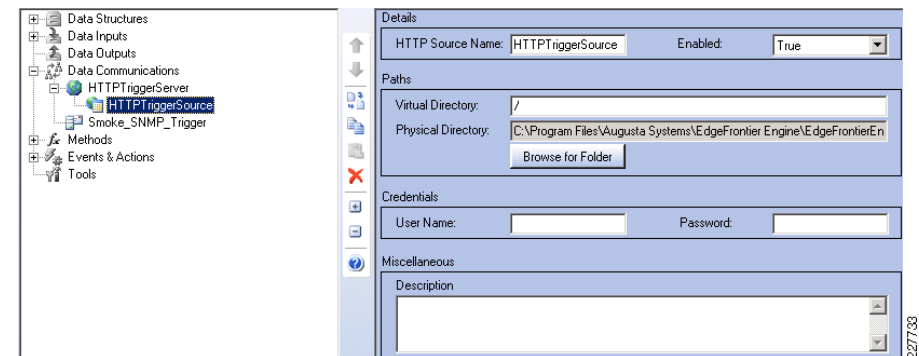 Data Structures
Data Inputs
Data Outputs
Data Communications
HTTPTriggerServer
HTTPTriggerSource
Smoke_SNMP_Trigger
Methods
Events & Actions
Tools
Details
HTTP Source Name: HTTPTriggerSource Enabled: True
Paths
Virtual Directory: /
Physical Directory: C:\Program Files\Augusta Systems\EdgeFrontier Engine\EdgeFrontierEn
Browse for Folder
Credentials
User Name: Password:
Miscellaneous
Description
227733